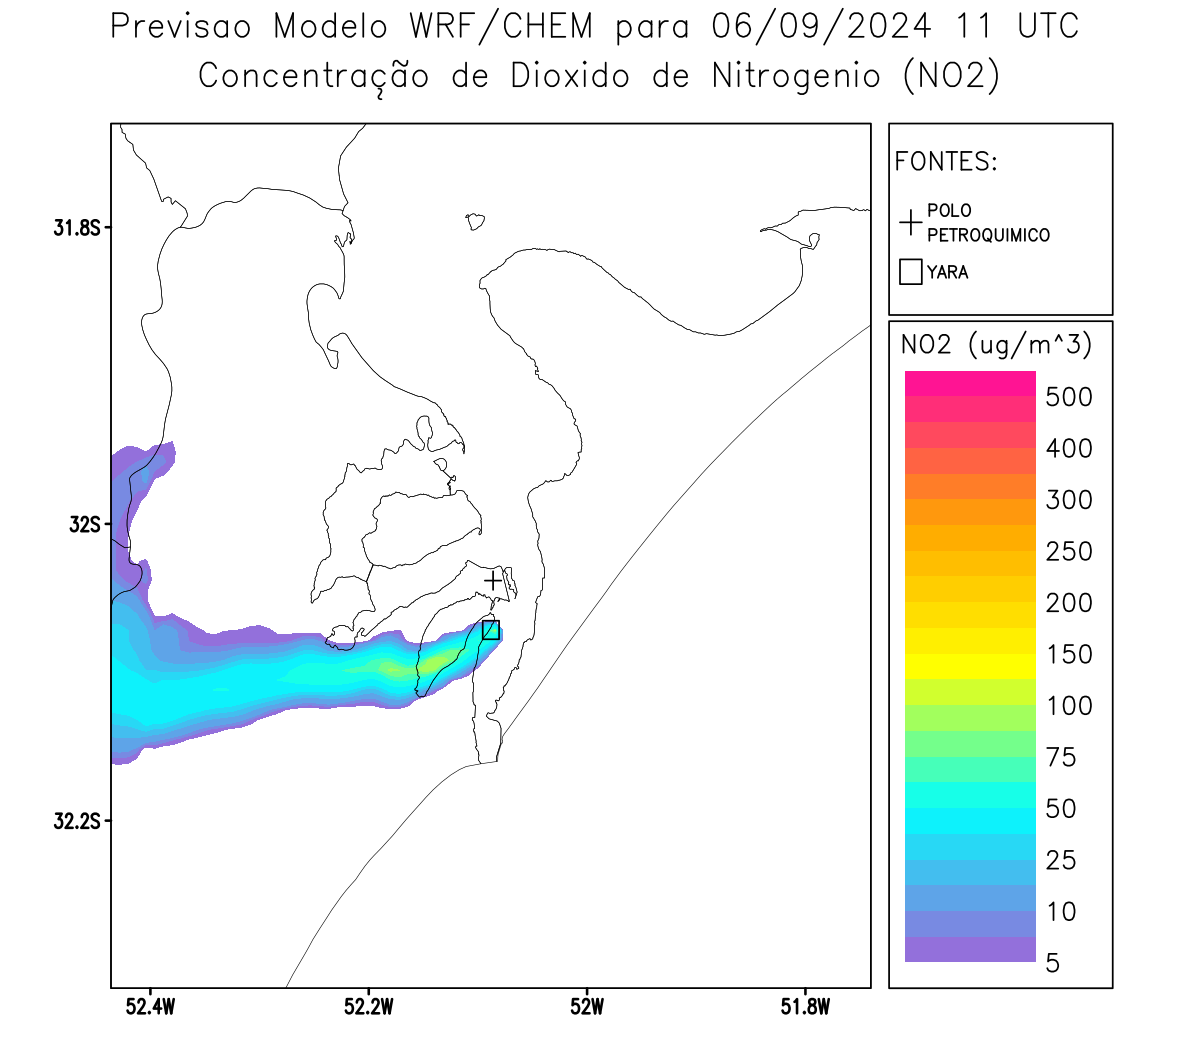 Previsao Modelo WRF/CHEM para 06/09/2024 11 UTC
Concentração de Dioxido de Nitrogenio (NO2)
FONTES:
POLO
PETROQUIMICO
YARA
NO2 (ug/m^3)
500
400
300
250
200
150
100
75
50
25
10
5
31.8S
32S
32.2S
52.4W
52.2W
52W
51.8W